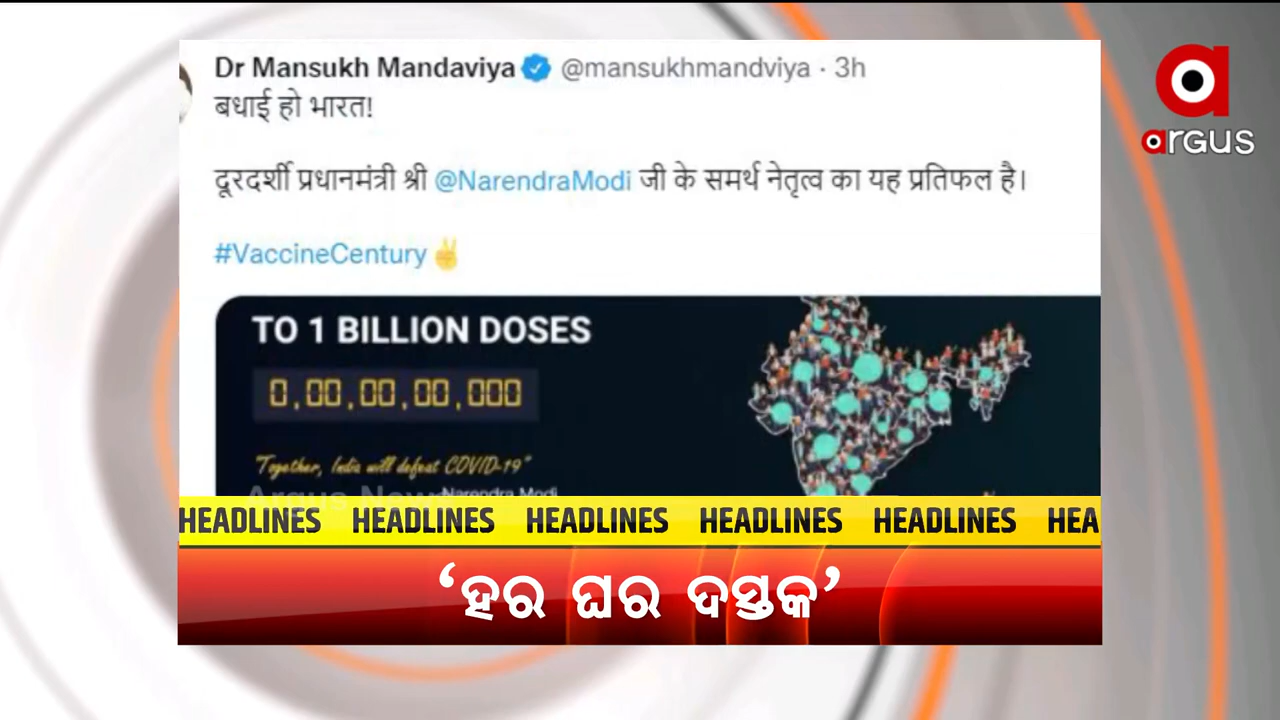 Dr Mansukh Mandaviya @mansukhmandviya · 3h
बधाई हो भारत!
दूरदर्शी प्रधानमंत्री श्री @NarendraModi जी के समर्थ नेतृत्व का यह प्रतिफल है।
#VaccineCentury✌️
TO 1 BILLION DOSES
0,00,00,00,000
"Together, India will defeat COVID-19"
Narendra Modi
Argus News
HEADLINES HEADLINES HEADLINES HEADLINES HEADLINES HEA
‘ହର ଘର ଦସ୍ତକ’
argus